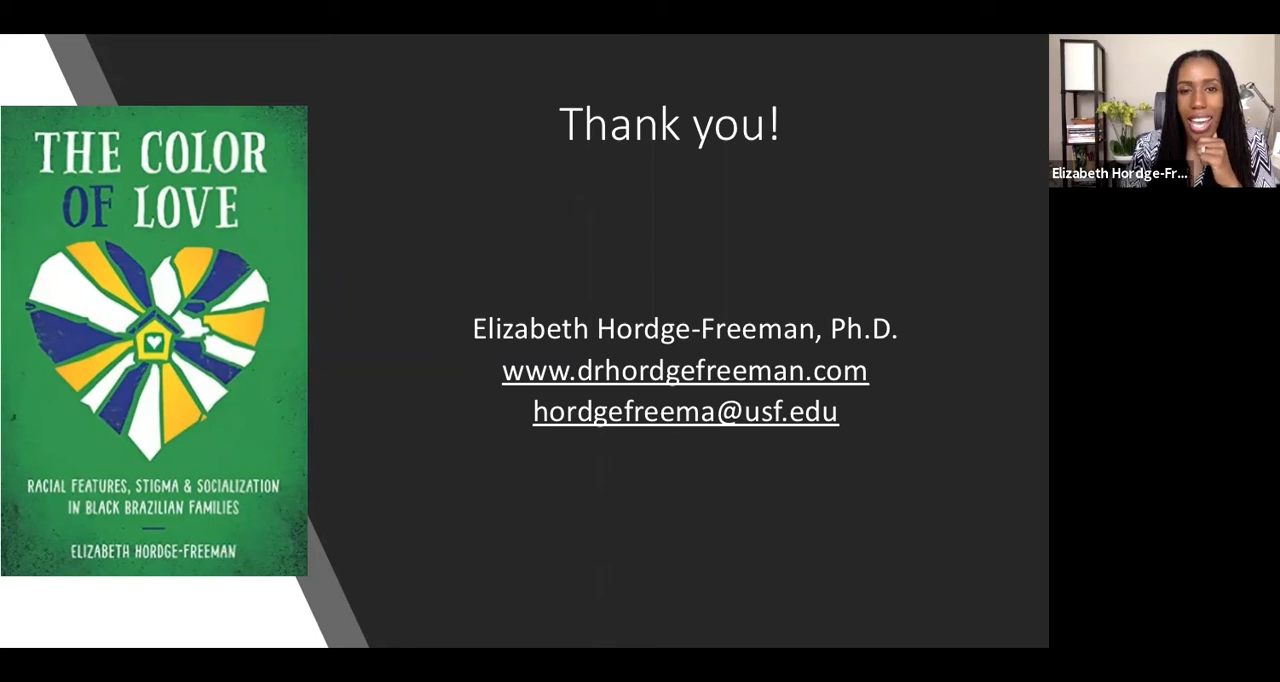 THE COLOR
OF LOVE
RACIAL FEATURES, STIGMA & SOCIALIZATION
IN BLACK BRAZILIAN FAMILIES
ELIZABETH HORDGE-FREEMAN
Thank you!
Elizabeth Hordge-Freeman, Ph.D.
www.drhordgefreeman.com
hordgefreema@usf.edu
Elizabeth Hordge-Fr...